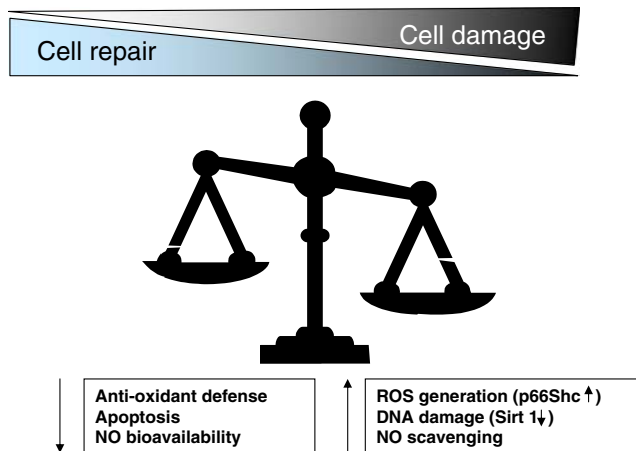 Cell damage
Cell repair
Anti-oxidant defense
Apoptosis
NO bioavailability
ROS generation (p66Shc ↑)
DNA damage (Sirt 1↓)
NO scavenging